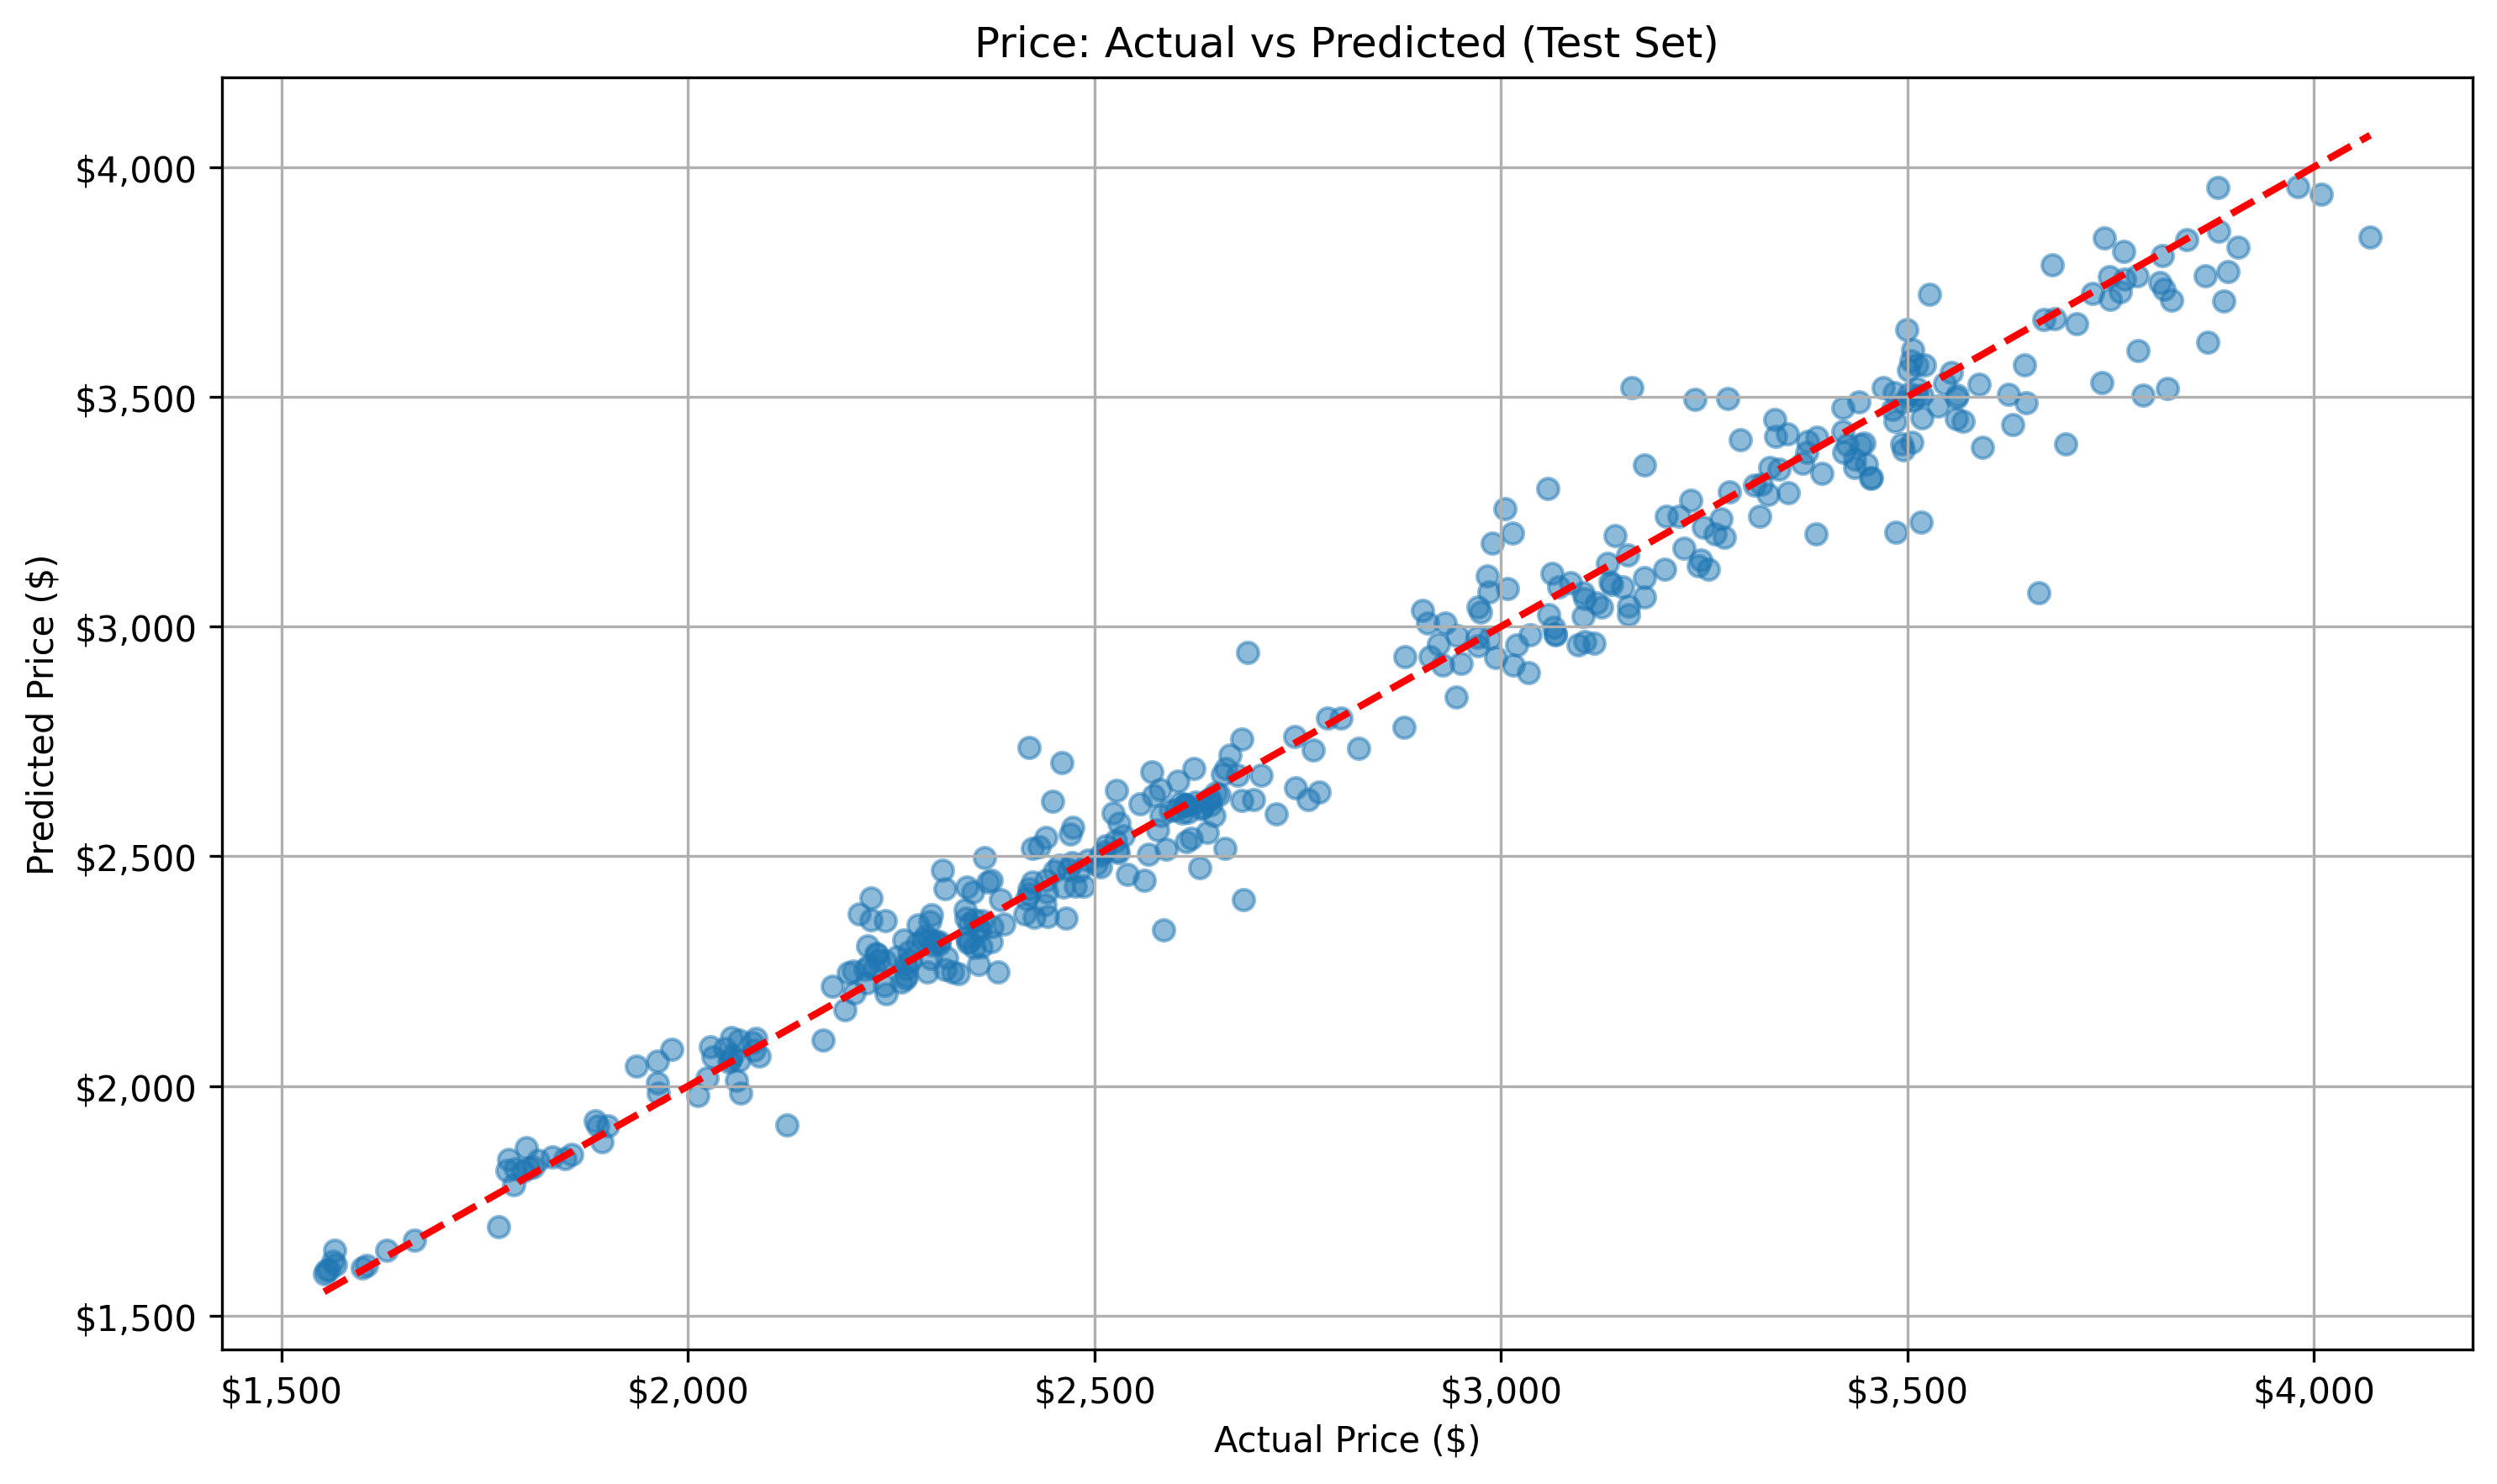 Price: Actual vs Predicted (Test Set)
Predicted Price ($)
$4,000
$3,500
$3,000
$2,500
$2,000
$1,500
$1,500 $2,000 $2,500 $3,000 $3,500 $4,000
Actual Price ($)